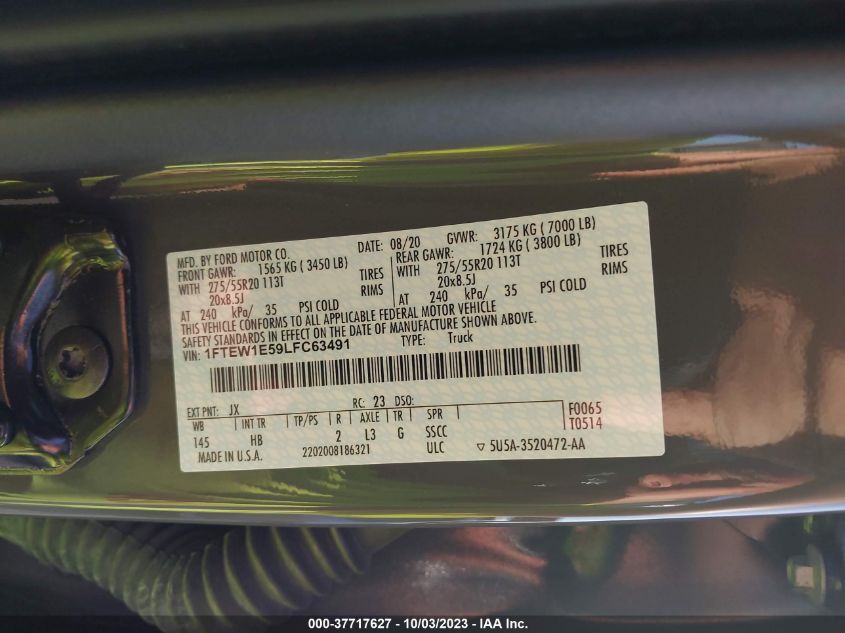 MFD. BY FORD MOTOR CO. DATE: 08/20 GVWR: 3175 KG ( 7000 LB)
FRONT GAWR: 1565 KG ( 3450 LB) REAR GAWR: 1724 KG ( 3800 LB)
WITH 275/55R20 113T TIRES WITH 275/55R20 113T TIRES
20x8.5J RIMS 20x8.5J RIMS
AT 240 kPa/ 35 PSI COLD AT 240 kPa/ 35 PSI COLD
THIS VEHICLE CONFORMS TO ALL APPLICABLE FEDERAL MOTOR VEHICLE
SAFETY STANDARDS IN EFFECT ON THE DATE OF MANUFACTURE SHOWN ABOVE.
VIN: 1FTEW1E59LFC63491 TYPE: Truck
EXT PNT: JX RC: 23 DSO: F0065
WB INT TR TP/PS R AXLE TR SPR T0514
145 HB 2 L3 G SSCC
MADE IN U.S.A. 2202008186321 ULC ▽ 5U5A-3520472-AA
000-37717627 - 10/03/2023 - IAA Inc.